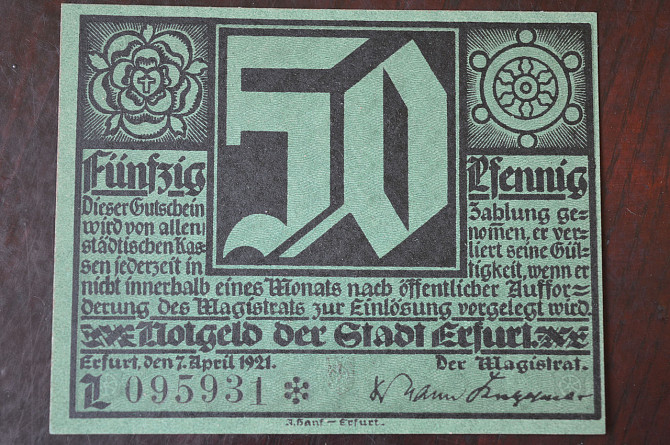 50
Fünfzig Pfennig
Dieser Gutschein
wird von allen
städtischen Kas=
sen jederzeit in
Zahlung ge=
nomen, er ver=
liert seine Gül=
tigkeit, wenn er
nicht innerhalb eines Monats nach öffentlicher Auffor=
derung des Magistrats zur Einlösung vorgelegt wird.
Notgeld der Stadt Erfurt.
Erfurt, den 7. April 1921. Der Magistrat.
L 095931
J. Hanf – Erfurt.